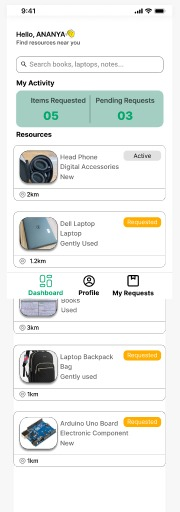 9:41
Hello, ANANYA
Find resources near you
Search books, laptops, notes...
My Activity
Items Requested
Pending Requests
05
03
Resources
Head Phone
Active
Digital Accessories
New
2km
Dell Laptop
Requested
Laptop
Gently Used
1.2km
Dashboard
Profile
My Requests
Books
Used
3km
Laptop Backpack
Requested
Bag
Gently used
1km
Arduino Uno Board
Requested
Electronic Component
New
1km